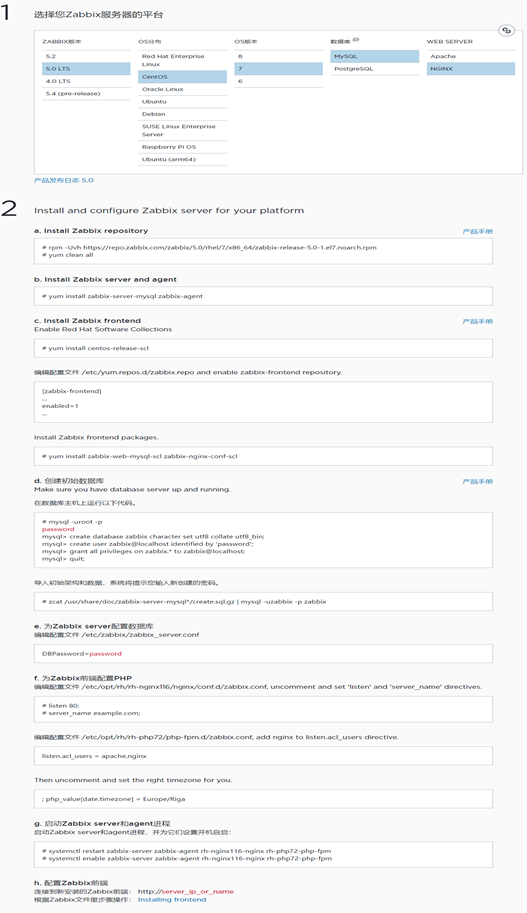 1 选择您Zabbix服务器的平台
ZABBIX版本 OS分布 OS版本 数据库 WEB SERVER
5.2 Red Hat Enterprise Linux 8 MySQL Apache
5.0 LTS CentOS 7 PostgreSQL NGINX
4.0 LTS Oracle Linux 6
5.4 (pre-release) Ubuntu
Debian
SUSE Linux Enterprise Server
Raspberry Pi OS
Ubuntu (arm64)
产品发布日志 5.0
2 Install and configure Zabbix server for your platform
a. Install Zabbix repository 产品手册
# rpm -Uvh https://repo.zabbix.com/zabbix/5.0/rhel/7/x86_64/zabbix-release-5.0-1.el7.noarch.rpm
# yum clean all
b. Install Zabbix server and agent
# yum install zabbix-server-mysql zabbix-agent
c. Install Zabbix frontend 产品手册
Enable Red Hat Software Collections
# yum install centos-release-scl
编辑配置文件 /etc/yum.repos.d/zabbix.repo and enable zabbix-frontend repository.
[zabbix-frontend]
...
enabled=1
...
Install Zabbix frontend packages.
# yum install zabbix-web-mysql-scl zabbix-nginx-conf-scl
d. 创建初始数据库 产品手册
Make sure you have database server up and running.
在数据库主机上运行以下代码。
# mysql -uroot -p
password
mysql> create database zabbix character set utf8 collate utf8_bin;
mysql> create user zabbix@localhost identified by 'password';
mysql> grant all privileges on zabbix.* to zabbix@localhost;
mysql> quit;
导入初始架构和数据，系统将提示您输入新创建的密码。
# zcat /usr/share/doc/zabbix-server-mysql*/create.sql.gz | mysql -uzabbix -p zabbix
e. 为Zabbix server配置数据库
编辑配置文件 /etc/zabbix/zabbix_server.conf
DBPassword=password
f. 为Zabbix前端配置PHP
编辑配置文件 /etc/opt/rh/rh-nginx116/nginx/conf.d/zabbix.conf, uncomment and set 'listen' and 'server_name' directives.
# listen 80;
# server_name example.com;
编辑配置文件 /etc/opt/rh/rh-php72/php-fpm.d/zabbix.conf, add nginx to listen.acl_users directive.
listen.acl_users = apache,nginx
Then uncomment and set the right timezone for you.
; php_value[date.timezone] = Europe/Riga
g. 启动Zabbix server和agent进程
启动Zabbix server和agent进程，并为它们设置开机自启：
# systemctl restart zabbix-server zabbix-agent rh-nginx116-nginx rh-php72-php-fpm
# systemctl enable zabbix-server zabbix-agent rh-nginx116-nginx rh-php72-php-fpm
h. 配置Zabbix前端
连接到新安装的Zabbix前端： http://server_ip_or_name
根据Zabbix文件里步骤操作： Installing frontend